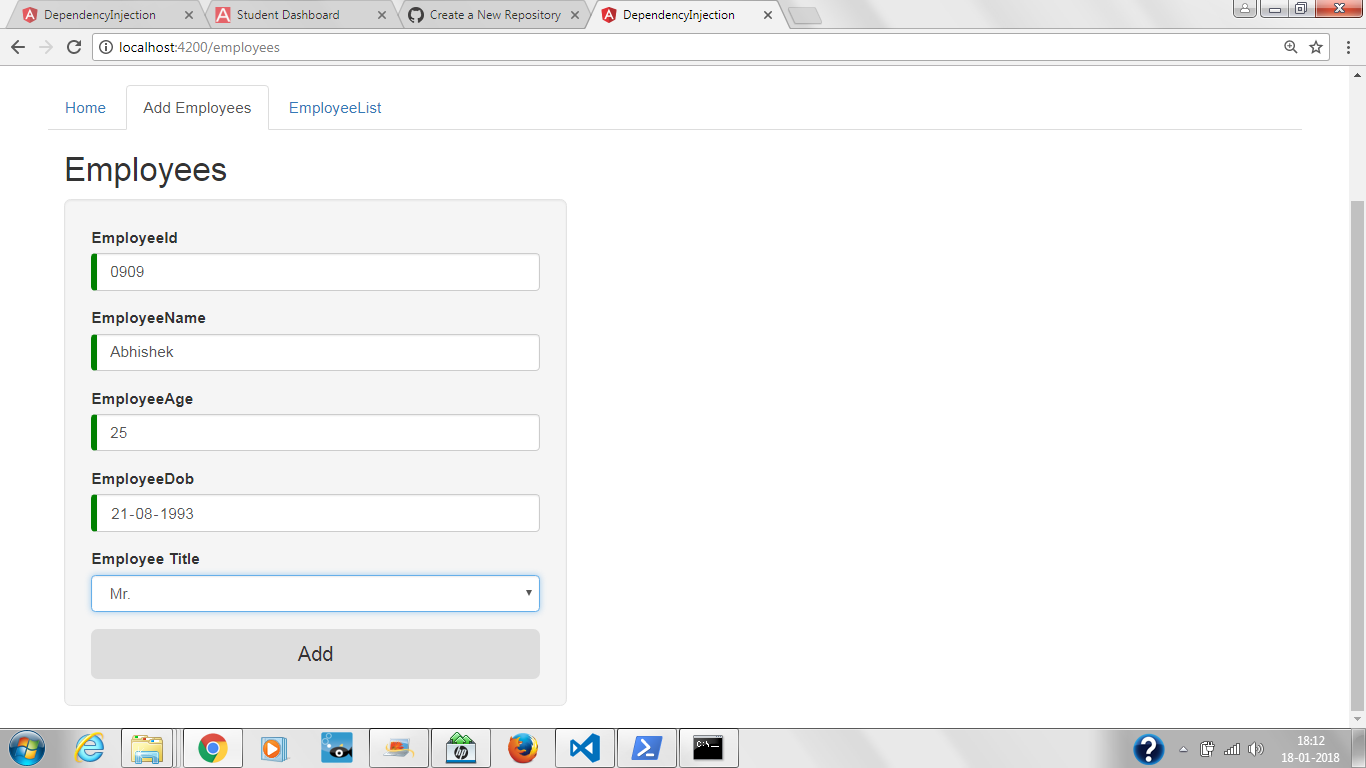 DependencyInjection
Student Dashboard
Create a New Repository
DependencyInjection
localhost:4200/employees
Home
Add Employees
EmployeeList
Employees
EmployeeId
0909
EmployeeName
Abhishek
EmployeeAge
25
EmployeeDob
21-08-1993
Employee Title
Mr.
Add
18:12
18-01-2018